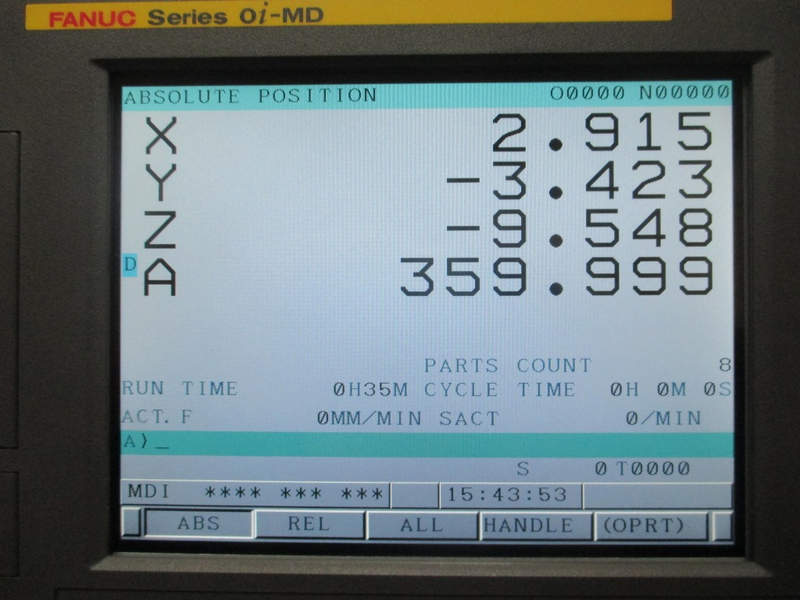 FANUC Series 0i-MD
ABSOLUTE POSITION O0000 N00000
X 2.915
Y -3.423
Z -9.548
D A 359.999
PARTS COUNT 8
RUN TIME 0H35M CYCLE TIME 0H 0M 0S
ACT.F 0MM/MIN SACT 0/MIN
A)_
S 0 T0000
MDI **** *** *** 15:43:53
ABS REL ALL HANDLE (OPRT)